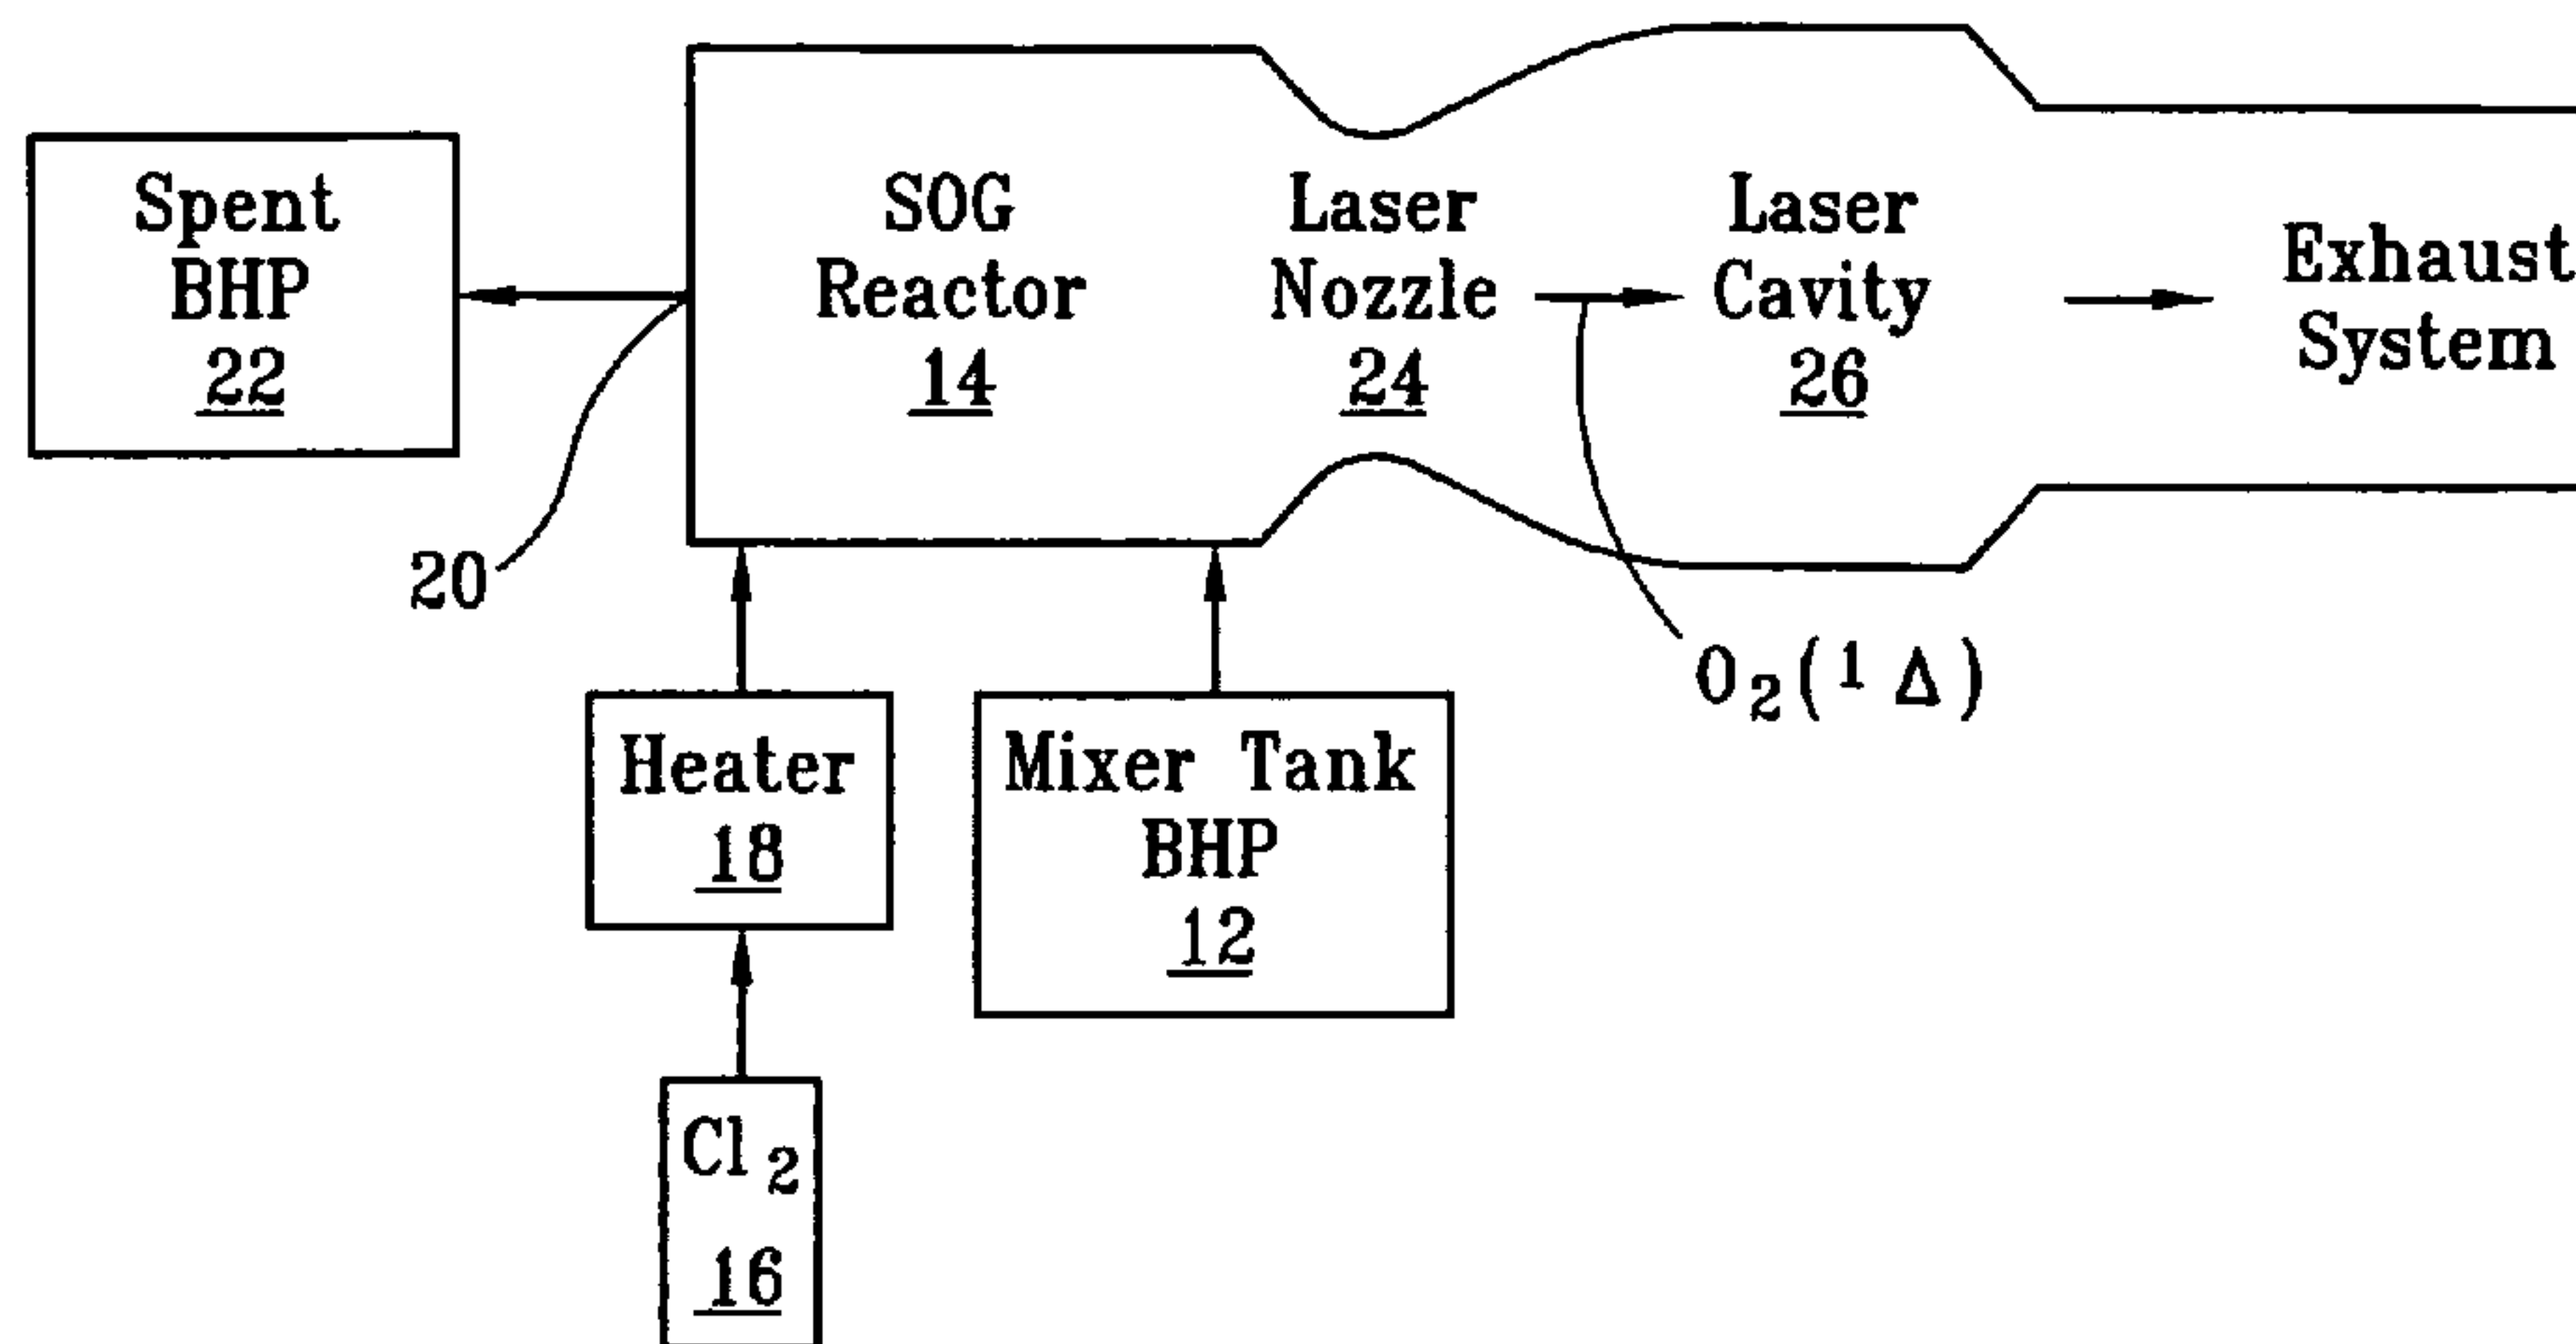 Spent
BHP
22
SOG
Reactor
14
Laser
Nozzle
24
Laser
Cavity
26
Exhaust
System
20
O₂(¹Δ)
Heater
18
Mixer Tank
BHP
12
Cl₂
16